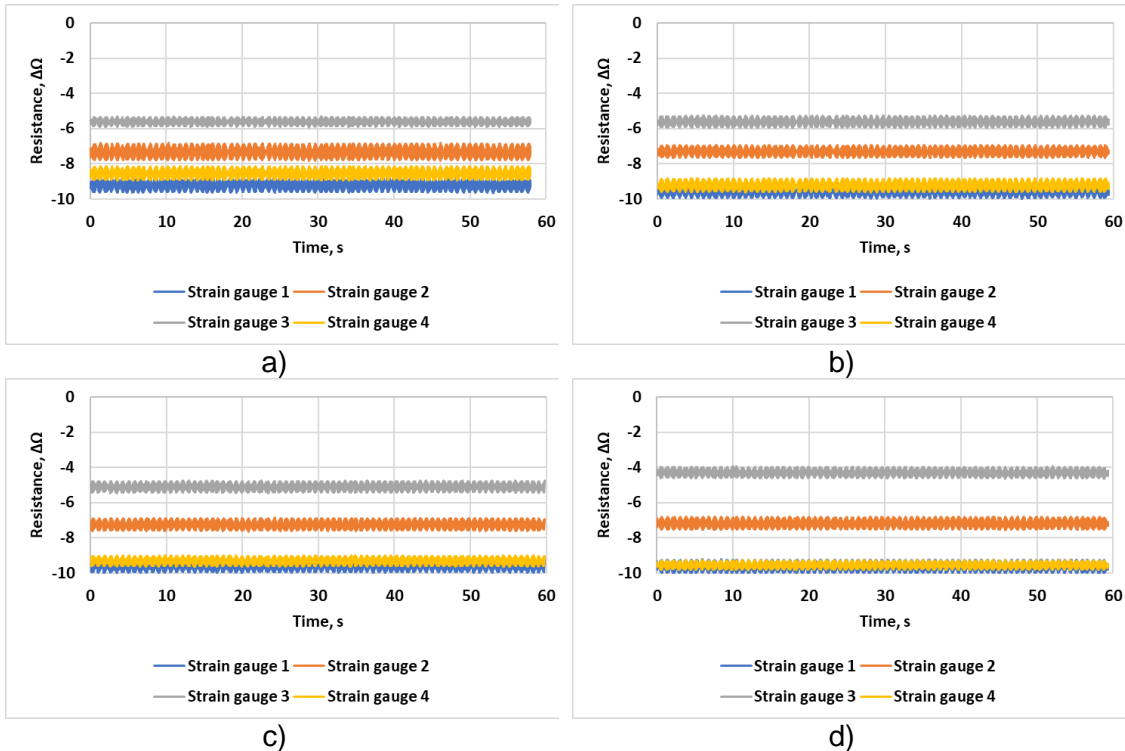 0
-2
-4
-6
-8
-10
Resistance, ΔΩ
0 10 20 30 40 50 60
Time, s
Strain gauge 1 Strain gauge 2
Strain gauge 3 Strain gauge 4
a)
0
-2
-4
-6
-8
-10
Resistance, ΔΩ
0 10 20 30 40 50 60
Time, s
Strain gauge 1 Strain gauge 2
Strain gauge 3 Strain gauge 4
b)
0
-2
-4
-6
-8
-10
Resistance, ΔΩ
0 10 20 30 40 50 60
Time, s
Strain gauge 1 Strain gauge 2
Strain gauge 3 Strain gauge 4
c)
0
-2
-4
-6
-8
-10
Resistance, ΔΩ
0 10 20 30 40 50 60
Time, s
Strain gauge 1 Strain gauge 2
Strain gauge 3 Strain gauge 4
d)